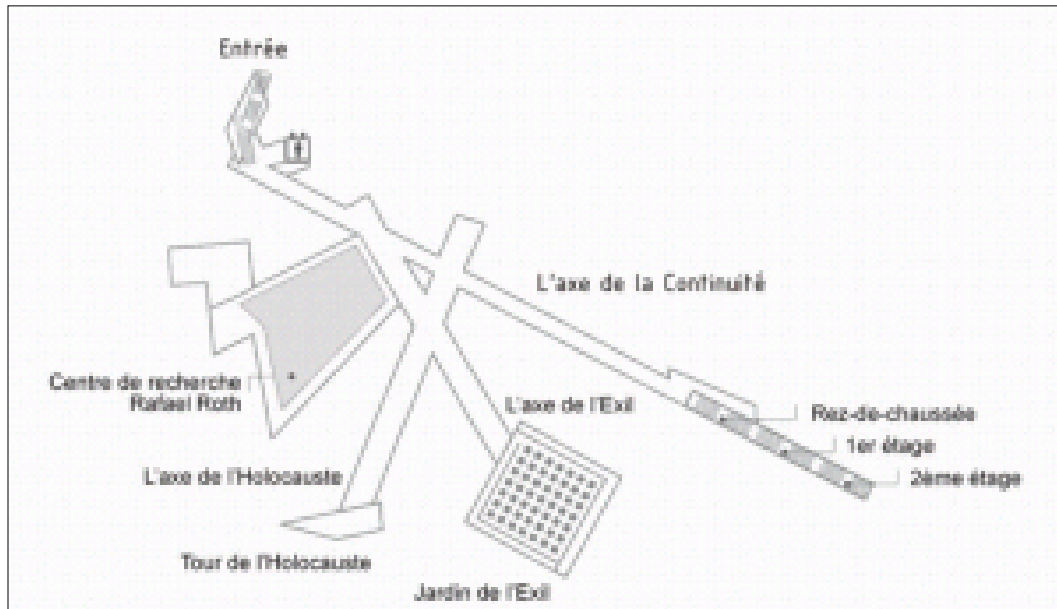 Entrée
L'axe de la Continuité
Centre de recherche
Rafael Roth
L'axe de l'Exil
Rez-de-chaussée
1er étage
2ème étage
L'axe de l'Holocauste
Tour de l'Holocauste
Jardin de l'Exil